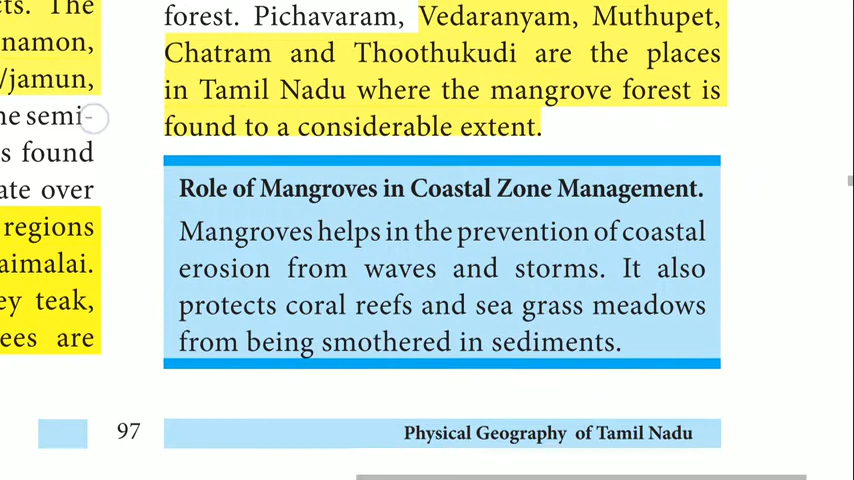 cts. The
namon,
/jamun,
he semi-
s found
ate over
regions
aimalai.
ey teak,
ees are
forest. Pichavaram, Vedaranyam, Muthupet,
Chatram and Thoothukudi are the places
in Tamil Nadu where the mangrove forest is
found to a considerable extent.
Role of Mangroves in Coastal Zone Management.
Mangroves helps in the prevention of coastal
erosion from waves and storms. It also
protects coral reefs and sea grass meadows
from being smothered in sediments.
97
Physical Geography of Tamil Nadu